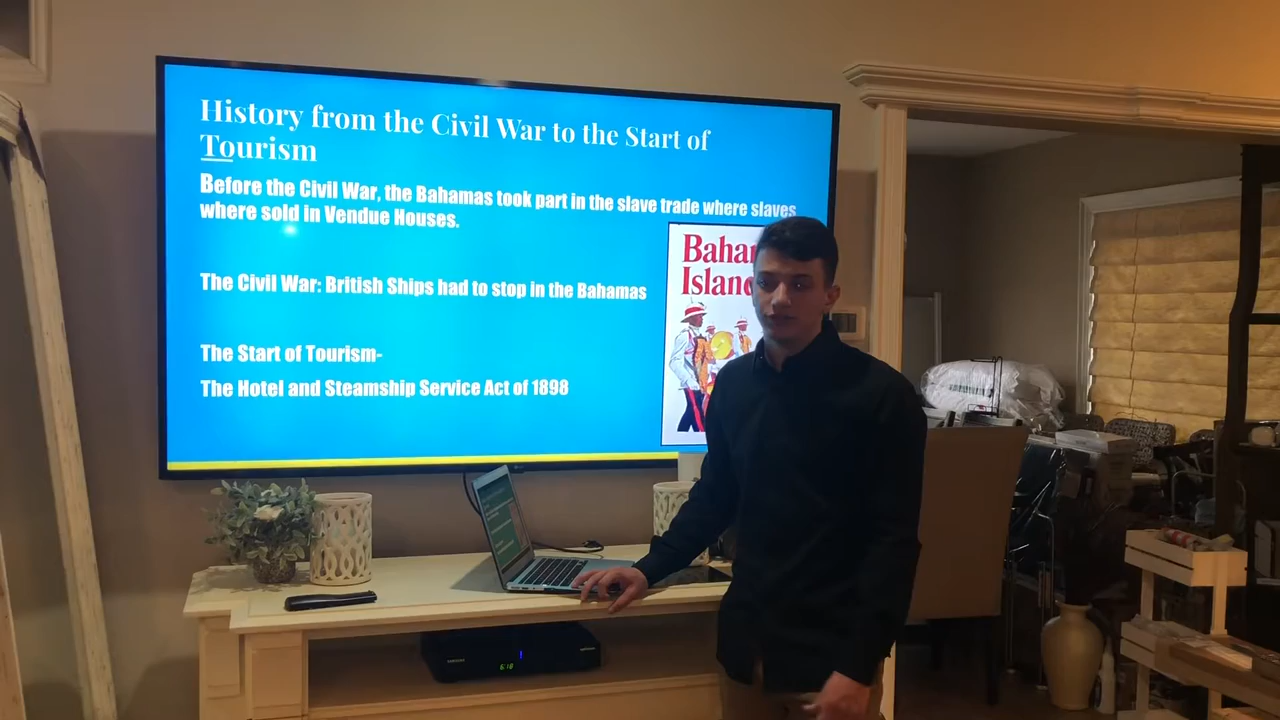 History from the Civil War to the Start of
Tourism
Before the Civil War, the Bahamas took part in the slave trade where slaves
where sold in Vendue Houses.
The Civil War: British Ships had to stop in the Bahamas
The Start of Tourism-
The Hotel and Steamship Service Act of 1898
6:18